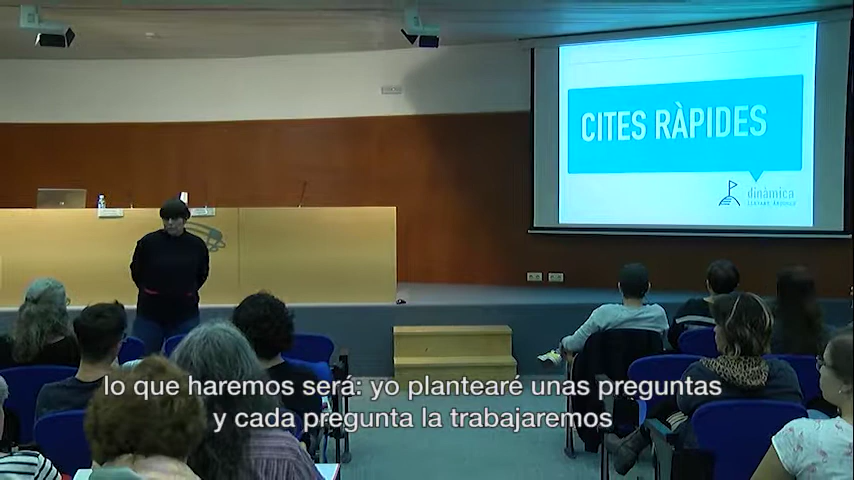 CITES RÀPIDES
dinàmica
lo que haremos será: yo plantearé unas preguntas
y cada pregunta la trabajaremos